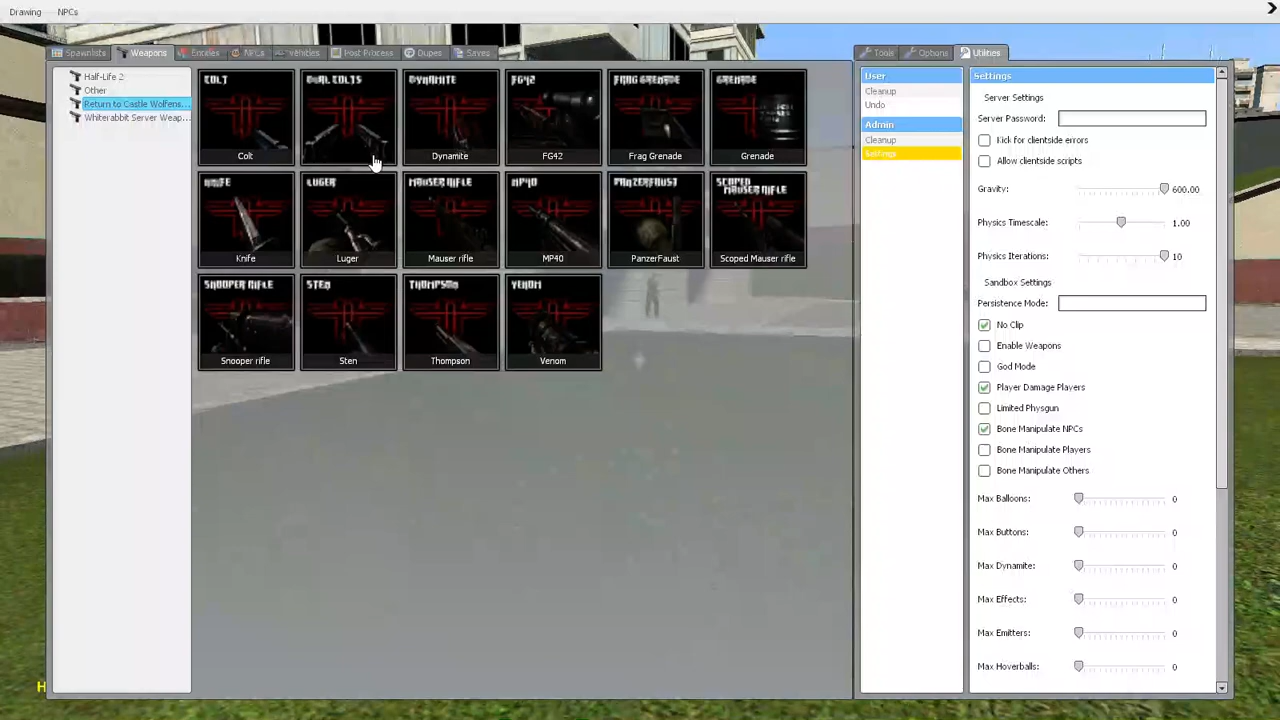 Drawing NPCs
Spawnlists Weapons Entities NPCs Vehicles Post Process Dupes Saves
Tools Options Utilities
Half-Life 2
Other
Return to Castle Wolfens...
Whiterabbit Server Weap...
COLT
Colt
DUAL COLTS
DYNAMITE
Dynamite
FG42
FG42
FRAG GRENADE
Frag Grenade
GRENADE
Grenade
KNIFE
Knife
LUGER
Luger
MAUSER RIFLE
Mauser rifle
MP40
MP40
PANZERFAUST
PanzerFaust
SCOPED
MAUSER RIFLE
Scoped Mauser rifle
SNOOPER RIFLE
Snooper rifle
STEN
Sten
THOMPSON
Thompson
VENOM
Venom
User
Cleanup
Undo
Admin
Cleanup
Settings
Settings
Server Settings
Server Password:
Kick for clientside errors
Allow clientside scripts
Gravity: 600.00
Physics Timescale: 1.00
Physics Iterations: 10
Sandbox Settings
Persistence Mode:
No Clip
Enable Weapons
God Mode
Player Damage Players
Limited Physgun
Bone Manipulate NPCs
Bone Manipulate Players
Bone Manipulate Others
Max Balloons: 0
Max Buttons: 0
Max Dynamite: 0
Max Effects: 0
Max Emitters: 0
Max Hoverballs: 0
H